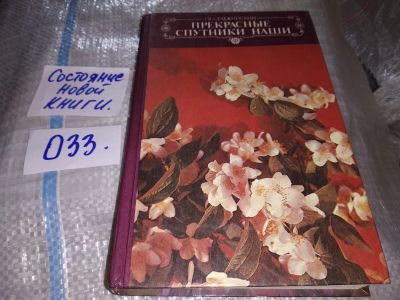 ПРЕКРАСНЫЕ
СПУТНИКИ НАШИ
Состояние
новой
книги.
033.